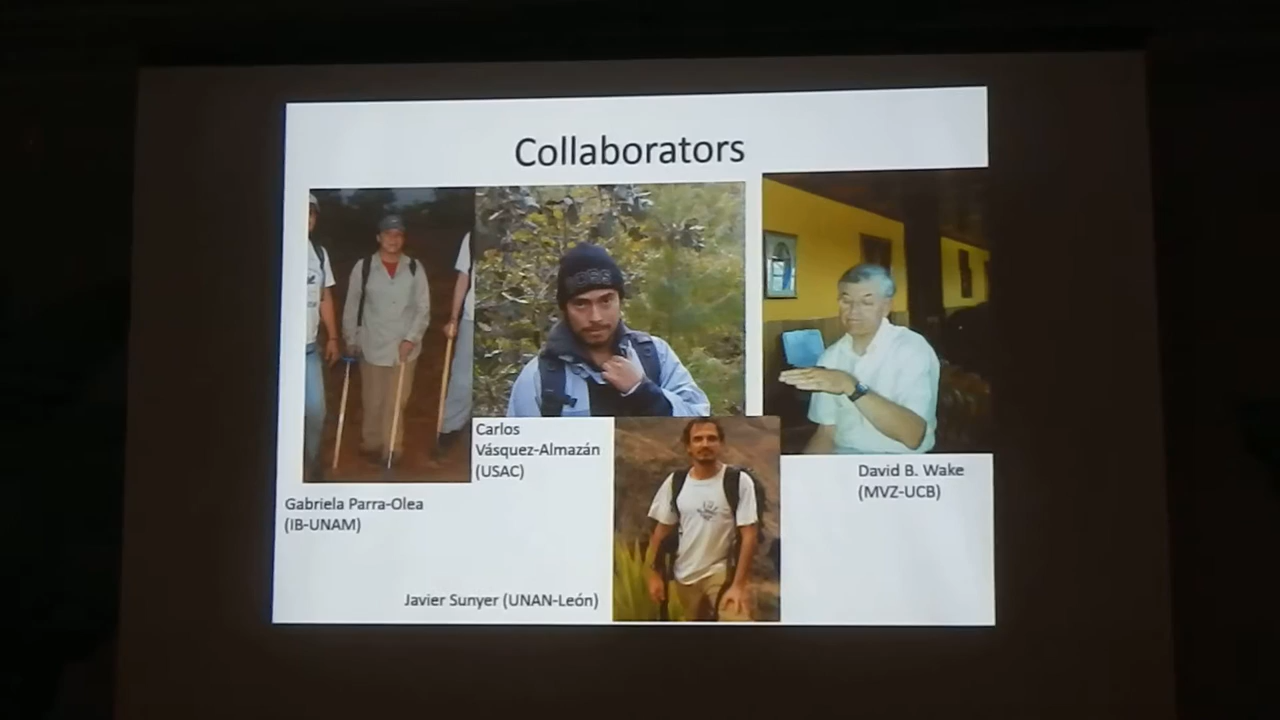 Collaborators
Carlos
Vásquez-Almazán
(USAC)
David B. Wake
(MVZ-UCB)
Gabriela Parra-Olea
(IB-UNAM)
Javier Sunyer (UNAN-León)